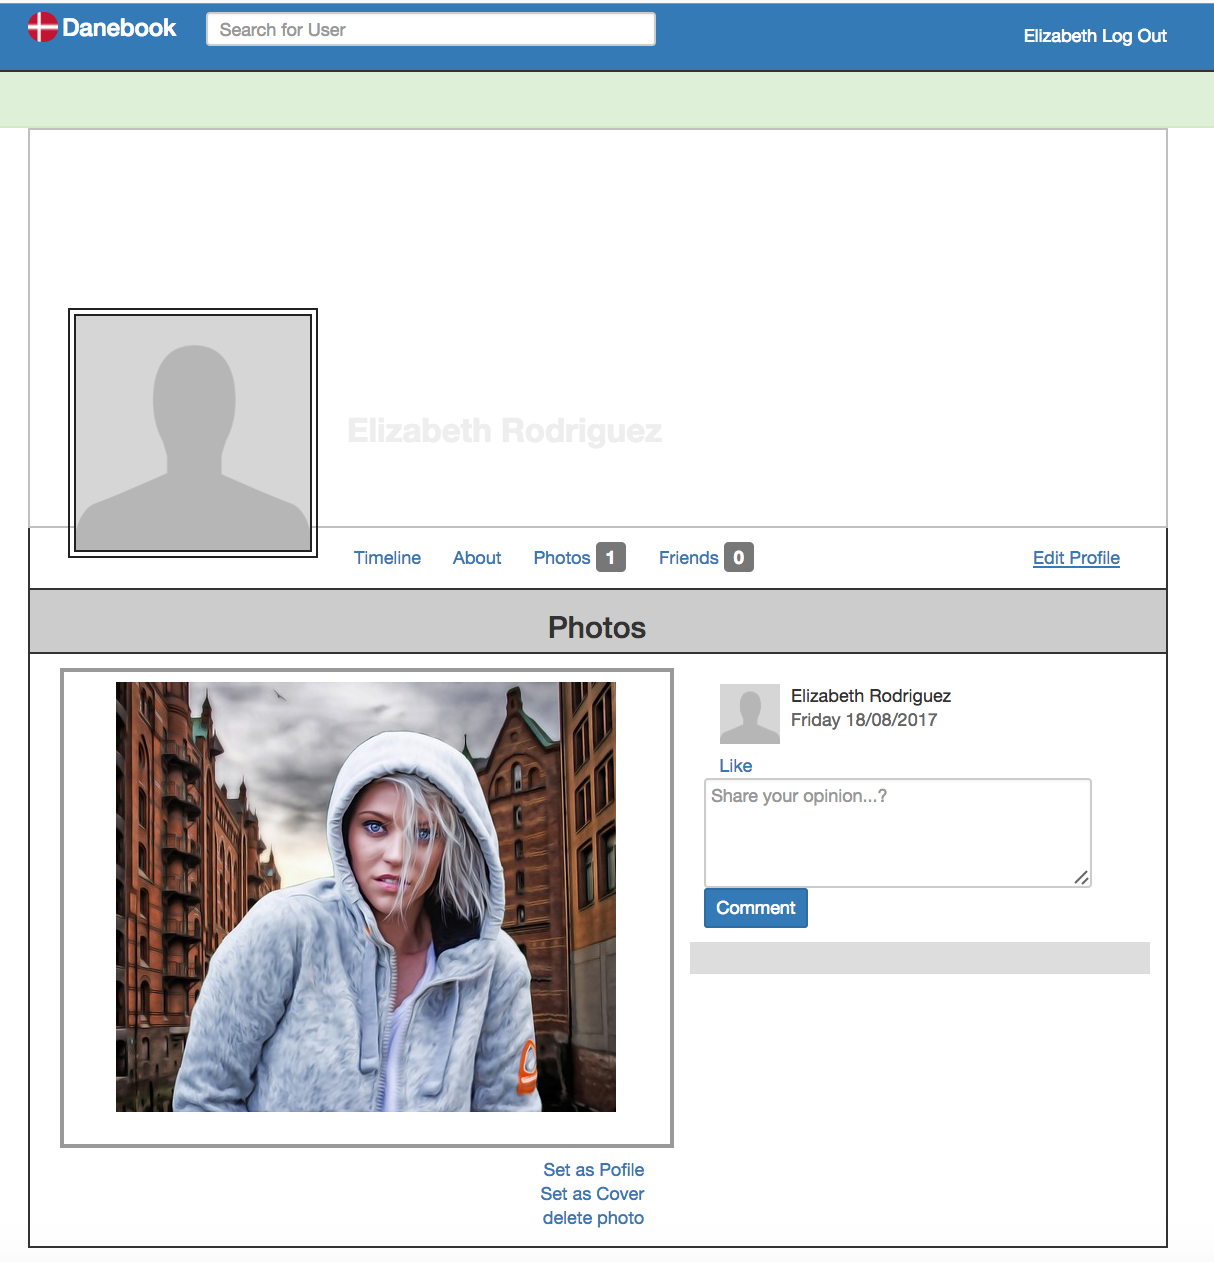 Danebook
Search for User
Elizabeth Log Out
Elizabeth Rodriguez
Timeline About Photos 1 Friends 0 Edit Profile
Photos
Elizabeth Rodriguez
Friday 18/08/2017
Like
Share your opinion...?
Comment
Set as Pofile
Set as Cover
delete photo